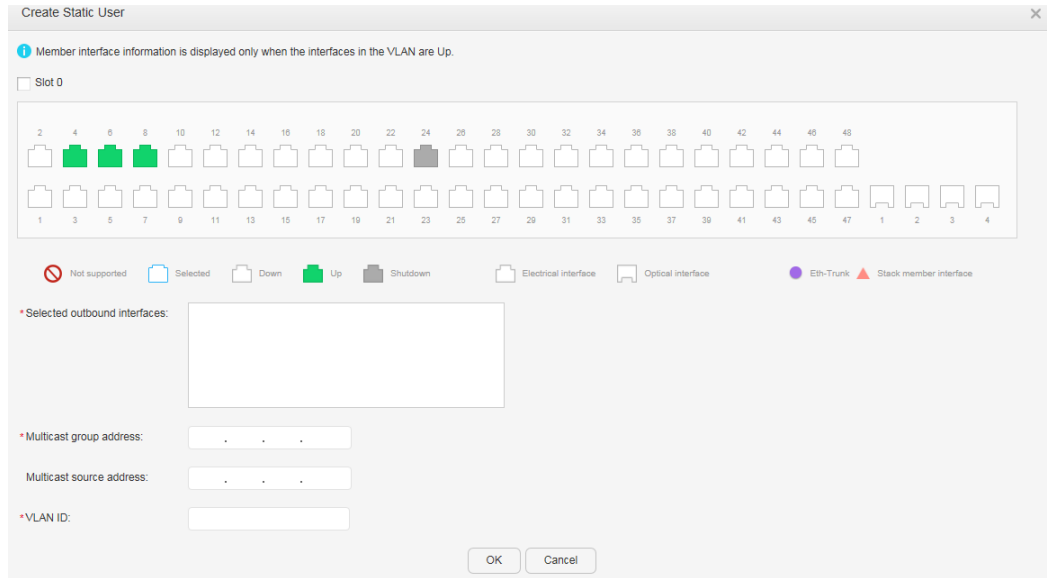 Create Static User
Member interface information is displayed only when the interfaces in the VLAN are Up.
Slot 0
2 4 6 8 10 12 14 16 18 20 22 24 26 28 30 32 34 36 38 40 42 44 46 48
1 3 5 7 9 11 13 15 17 19 21 23 25 27 29 31 33 35 37 39 41 43 45 47 1 2 3 4
Not supported Selected Down Up Shutdown Electrical interface Optical interface Eth-Trunk Stack member interface
*Selected outbound interfaces:
*Multicast group address: . . .
Multicast source address: . . .
*VLAN ID:
OK Cancel